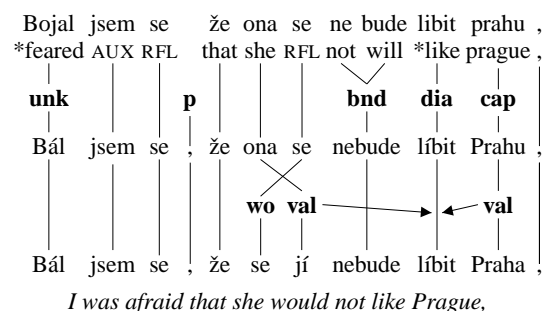 Bojal jsem se že ona se ne bude libit prahu ,
*feared AUX RFL that she RFL not will *like prague ,
unk p bnd dia cap
Bál jsem se , že ona se nebude líbit Prahu ,
wo val val
Bál jsem se , že se jí nebude líbit Praha ,
I was afraid that she would not like Prague,